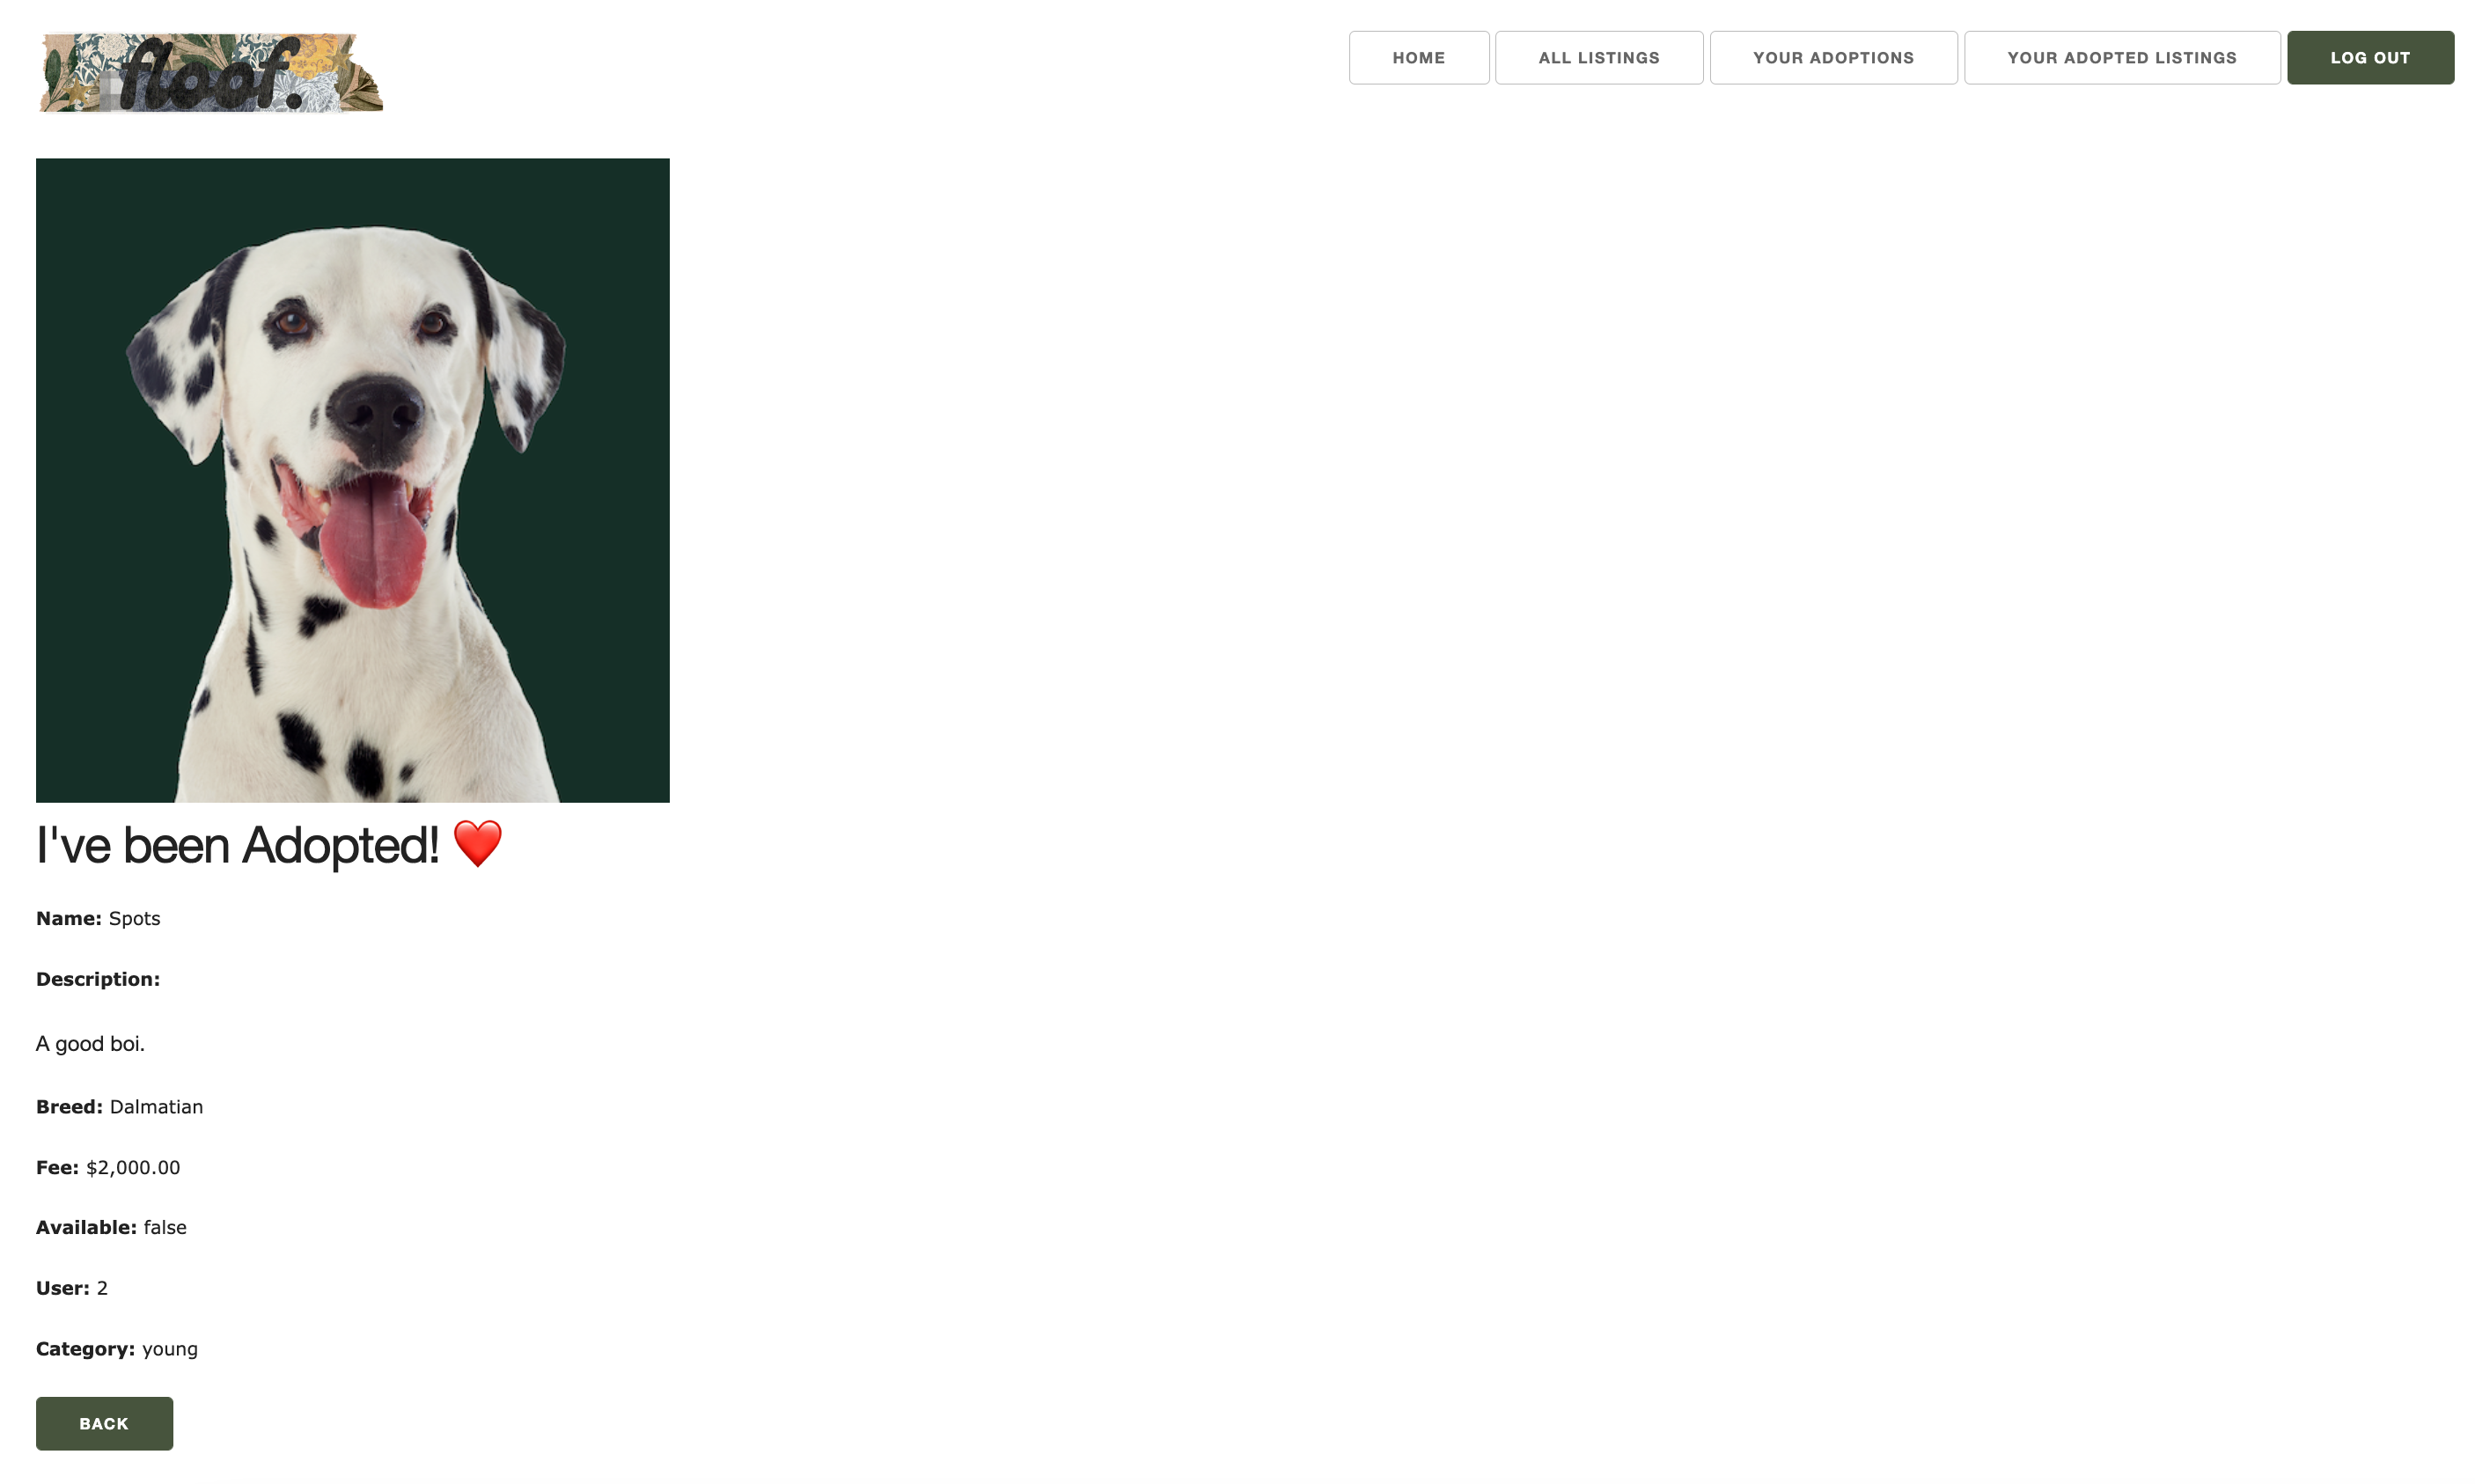 floof.
HOME
ALL LISTINGS
YOUR ADOPTIONS
YOUR ADOPTED LISTINGS
LOG OUT
I've been Adopted! ❤️
Name: Spots
Description:
A good boi.
Breed: Dalmatian
Fee: $2,000.00
Available: false
User: 2
Category: young
BACK